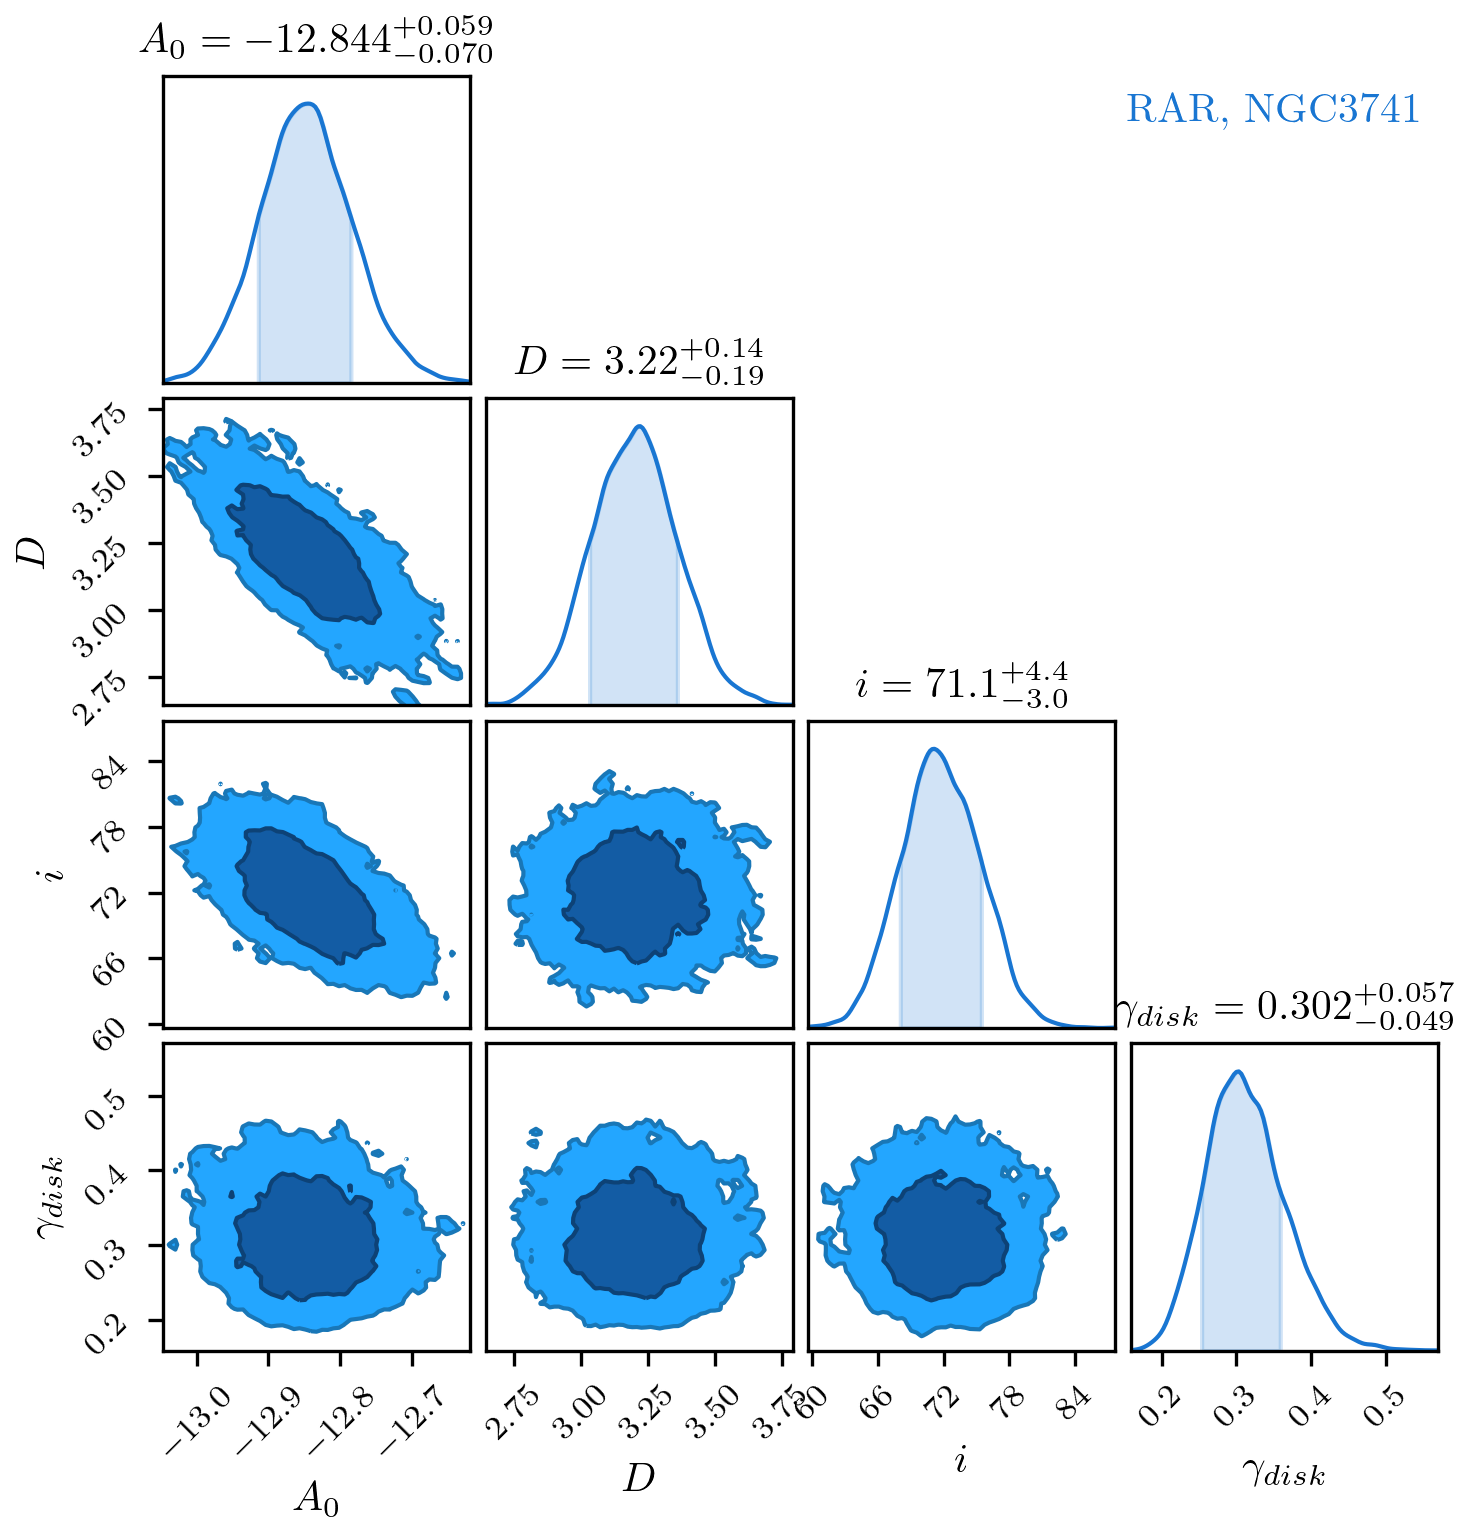 A₀ = −12.844⁺⁰·⁰⁵⁹₋₀.₀₇₀
RAR, NGC3741
D = 3.22⁺⁰·¹⁴₋₀.₁₉
3.75
3.50
3.25
3.00
2.75
D
i = 71.1⁺⁴·⁴₋₃.₀
84
78
72
66
60
i
γ_disk = 0.302⁺⁰·⁰⁵⁷₋₀.₀₄₉
0.5
0.4
0.3
0.2
γ_disk
−13.0 −12.9 −12.8 −12.7
2.75 3.00 3.25 3.50 3.75
60 66 72 78 84
0.2 0.3 0.4 0.5
A₀
D
i
γ_disk